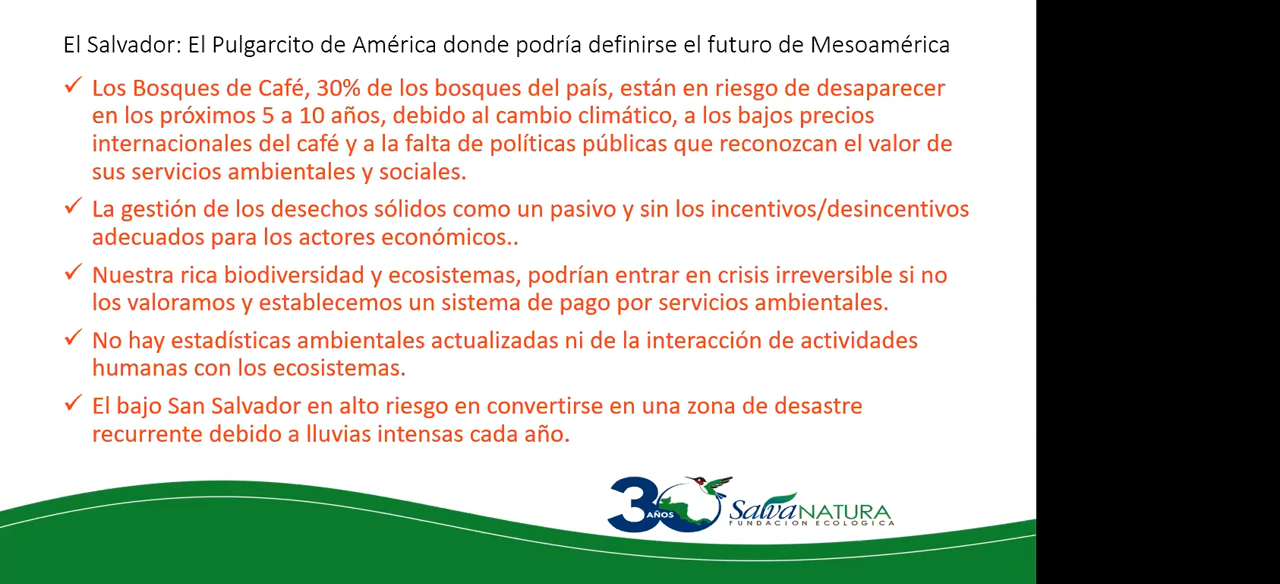 El Salvador: El Pulgarcito de América donde podría definirse el futuro de Mesoamérica
✓ Los Bosques de Café, 30% de los bosques del país, están en riesgo de desaparecer
en los próximos 5 a 10 años, debido al cambio climático, a los bajos precios
internacionales del café y a la falta de políticas públicas que reconozcan el valor de
sus servicios ambientales y sociales.
✓ La gestión de los desechos sólidos como un pasivo y sin los incentivos/desincentivos
adecuados para los actores económicos..
✓ Nuestra rica biodiversidad y ecosistemas, podrían entrar en crisis irreversible si no
los valoramos y establecemos un sistema de pago por servicios ambientales.
✓ No hay estadísticas ambientales actualizadas ni de la interacción de actividades
humanas con los ecosistemas.
✓ El bajo San Salvador en alto riesgo en convertirse en una zona de desastre
recurrente debido a lluvias intensas cada año.
30 AÑOS
SalvaNATURA
FUNDACION ECOLOGICA